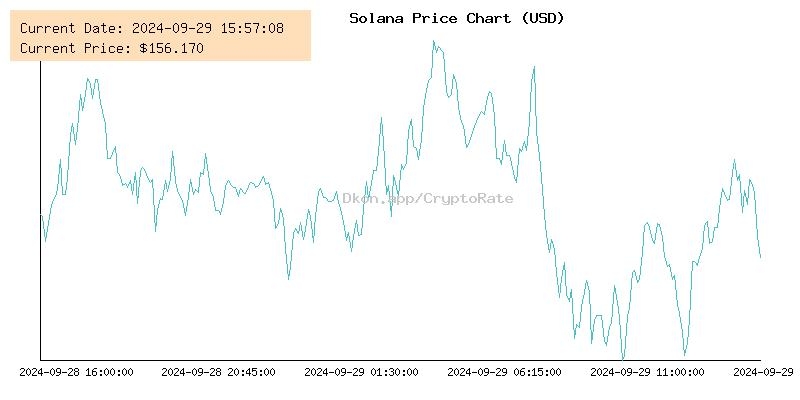 Solana Price Chart (USD)
Current Date: 2024-09-29 15:57:08
Current Price: $156.170
Dkon.app/CryptoRate
2024-09-28 16:00:00 2024-09-28 20:45:00 2024-09-29 01:30:00 2024-09-29 06:15:00 2024-09-29 11:00:00 2024-09-29